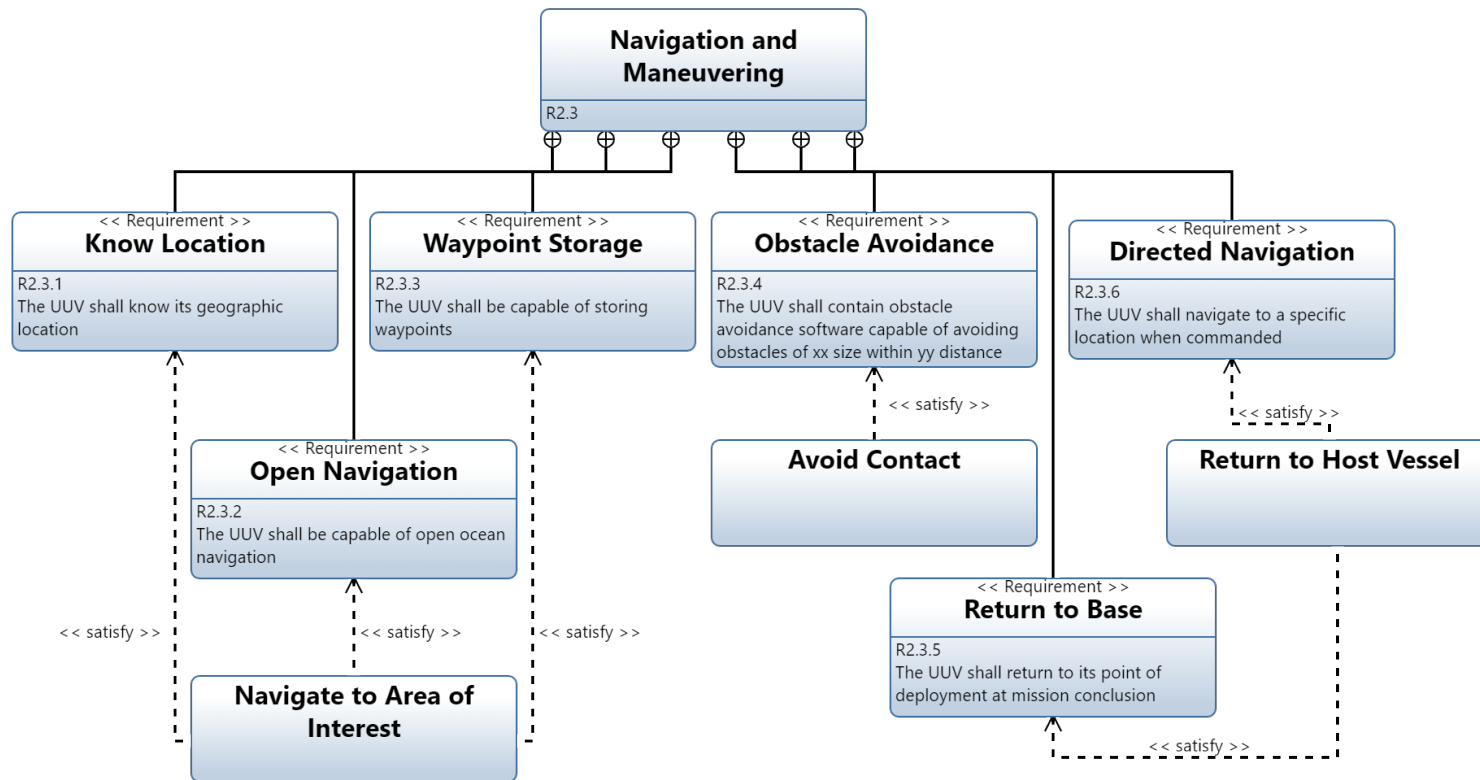 Navigation and
Maneuvering
R2.3
<< Requirement >>
Know Location
R2.3.1
The UUV shall know its geographic
location
<< Requirement >>
Waypoint Storage
R2.3.3
The UUV shall be capable of storing
waypoints
<< Requirement >>
Obstacle Avoidance
R2.3.4
The UUV shall contain obstacle
avoidance software capable of avoiding
obstacles of xx size within yy distance
<< Requirement >>
Directed Navigation
R2.3.6
The UUV shall navigate to a specific
location when commanded
<< satisfy >>
<< satisfy >>
<< Requirement >>
Open Navigation
R2.3.2
The UUV shall be capable of open ocean
navigation
Avoid Contact
Return to Host Vessel
<< Requirement >>
Return to Base
R2.3.5
The UUV shall return to its point of
deployment at mission conclusion
<< satisfy >>
<< satisfy >>
<< satisfy >>
Navigate to Area of
Interest
<< satisfy >>